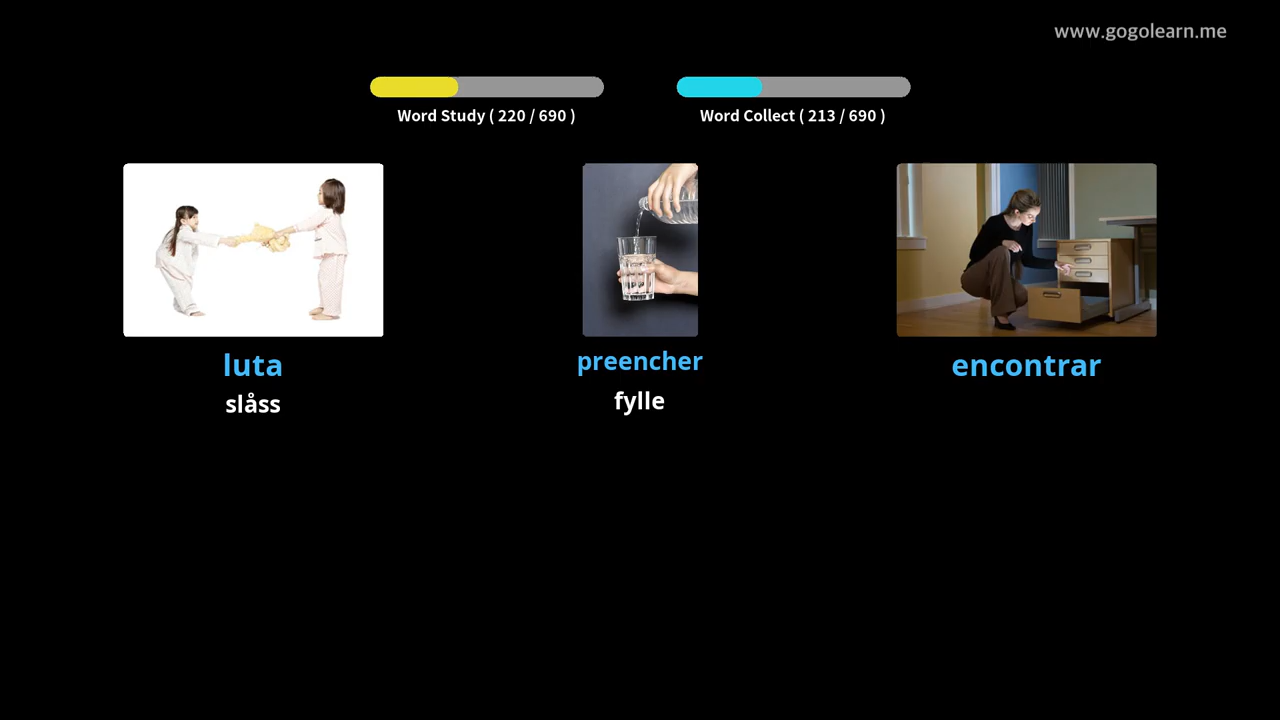 www.gogolearn.me
Word Study ( 220 / 690 )
Word Collect ( 213 / 690 )
luta
preencher
encontrar
slåss
fylle